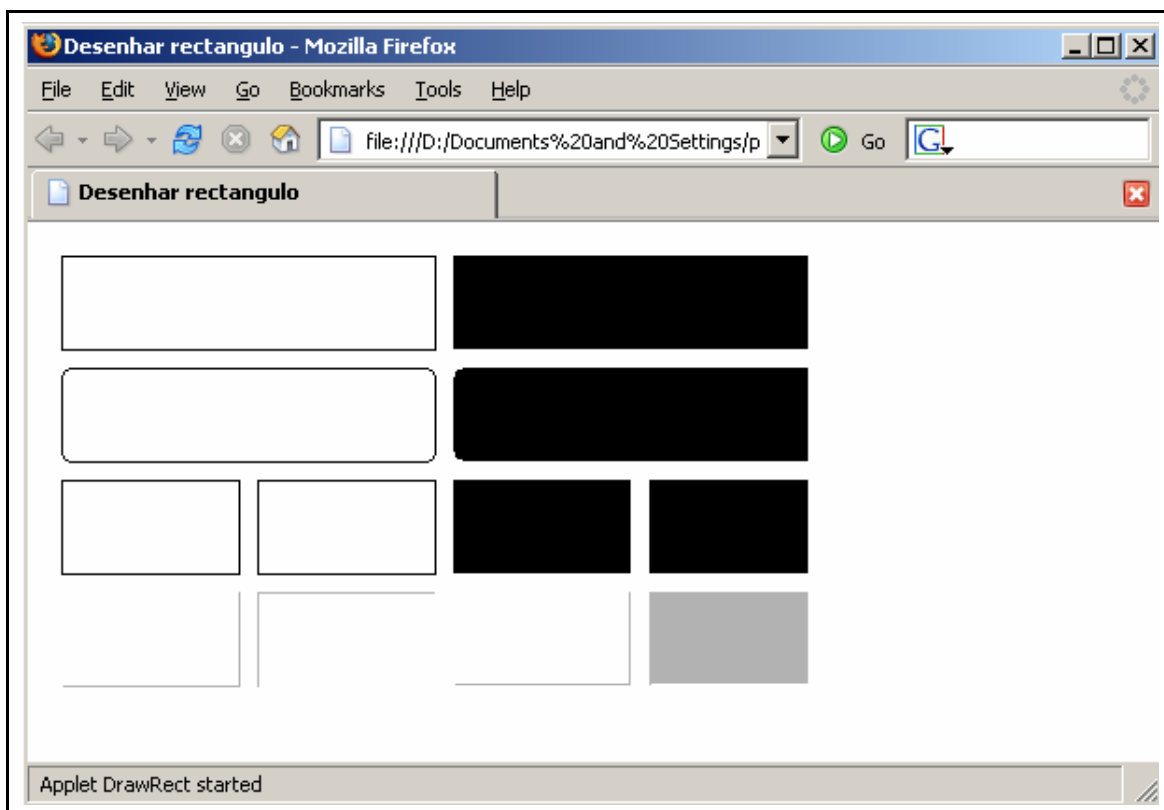 Desenhar rectangulo - Mozilla Firefox
File Edit View Go Bookmarks Tools Help
file:///D:/Documents%20and%20Settings/p Go G
Desenhar rectangulo
Applet DrawRect started